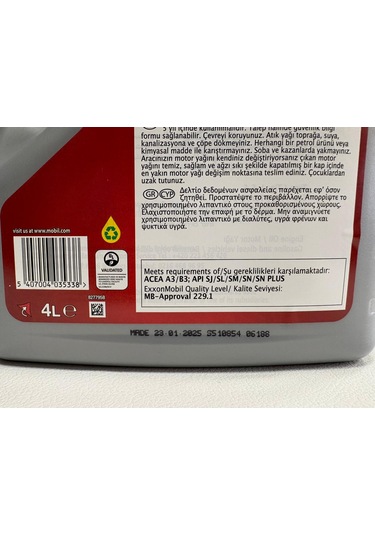 5 yıl içinde kullanılmalıdır. Talep halinde güvenlik bilgi
formu sağlanabilir. Çevreyi koruyunuz. Atık yağı toprağa, suya,
kanalizasyona ve çöpe dökmeyiniz. Herhangi bir petrol ürünü veya
kimyasal madde ile karıştırmayınız. Soba ve kazanlarda yakmayınız.
Aracınızın motor yağını kendiniz değiştiriyorsanız çıkan motor
yağını temiz, sağlam ve ağzı sıkı şekilde kapatılmış bir kap içinde
en yakın motor yağı değişim noktasına teslim ediniz. Çocuklardan
uzak tutunuz.
GR CYP Δελτίο δεδομένων ασφαλείας παρέχεται εφ' όσον
ζητηθεί. Προστατέψτε το περιβάλλον. Απορρίψτε το
χρησιμοποιημένο λιπαντικό στους προκαθορισμένους χώρους.
Ελαχιστοποιήστε την επαφή με το δέρμα. Μην αναμιγνύετε
χρησιμοποιημένα λιπαντικά με διαλύτες, υγρά φρένων και
ψυκτικά υγρά.
visit us at www.mobil.com
VALIDATED
5 407004 035338 >
8277958
4L e
Meets requirements of/Şu gereklilikleri karşılamaktadır:
ACEA A3/B3; API SJ/SL/SM/SN/SN PLUS
ExxonMobil Quality Level/ Kalite Seviyesi:
MB-Approval 229.1
MADE 23.01.2025 3510854 06188